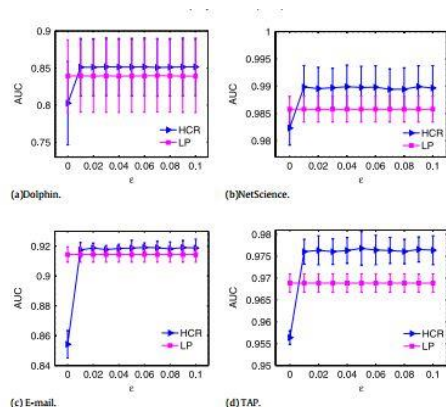 0.9
0.85
0.8
0.75
AUC
HCR
LP
0 0.02 0.04 0.06 0.08 0.1
ε
(a)Dolphin.
1
0.995
0.99
0.985
0.98
AUC
HCR
LP
0 0.02 0.04 0.06 0.08 0.1
ε
(b)NetScience.
0.92
0.9
0.88
0.86
0.84
AUC
HCR
LP
0 0.02 0.04 0.06 0.08 0.1
ε
(c) E-mail.
0.98
0.975
0.97
0.965
0.96
0.955
0.95
AUC
HCR
LP
0 0.02 0.04 0.06 0.08 0.1
ε
(d) TAP.